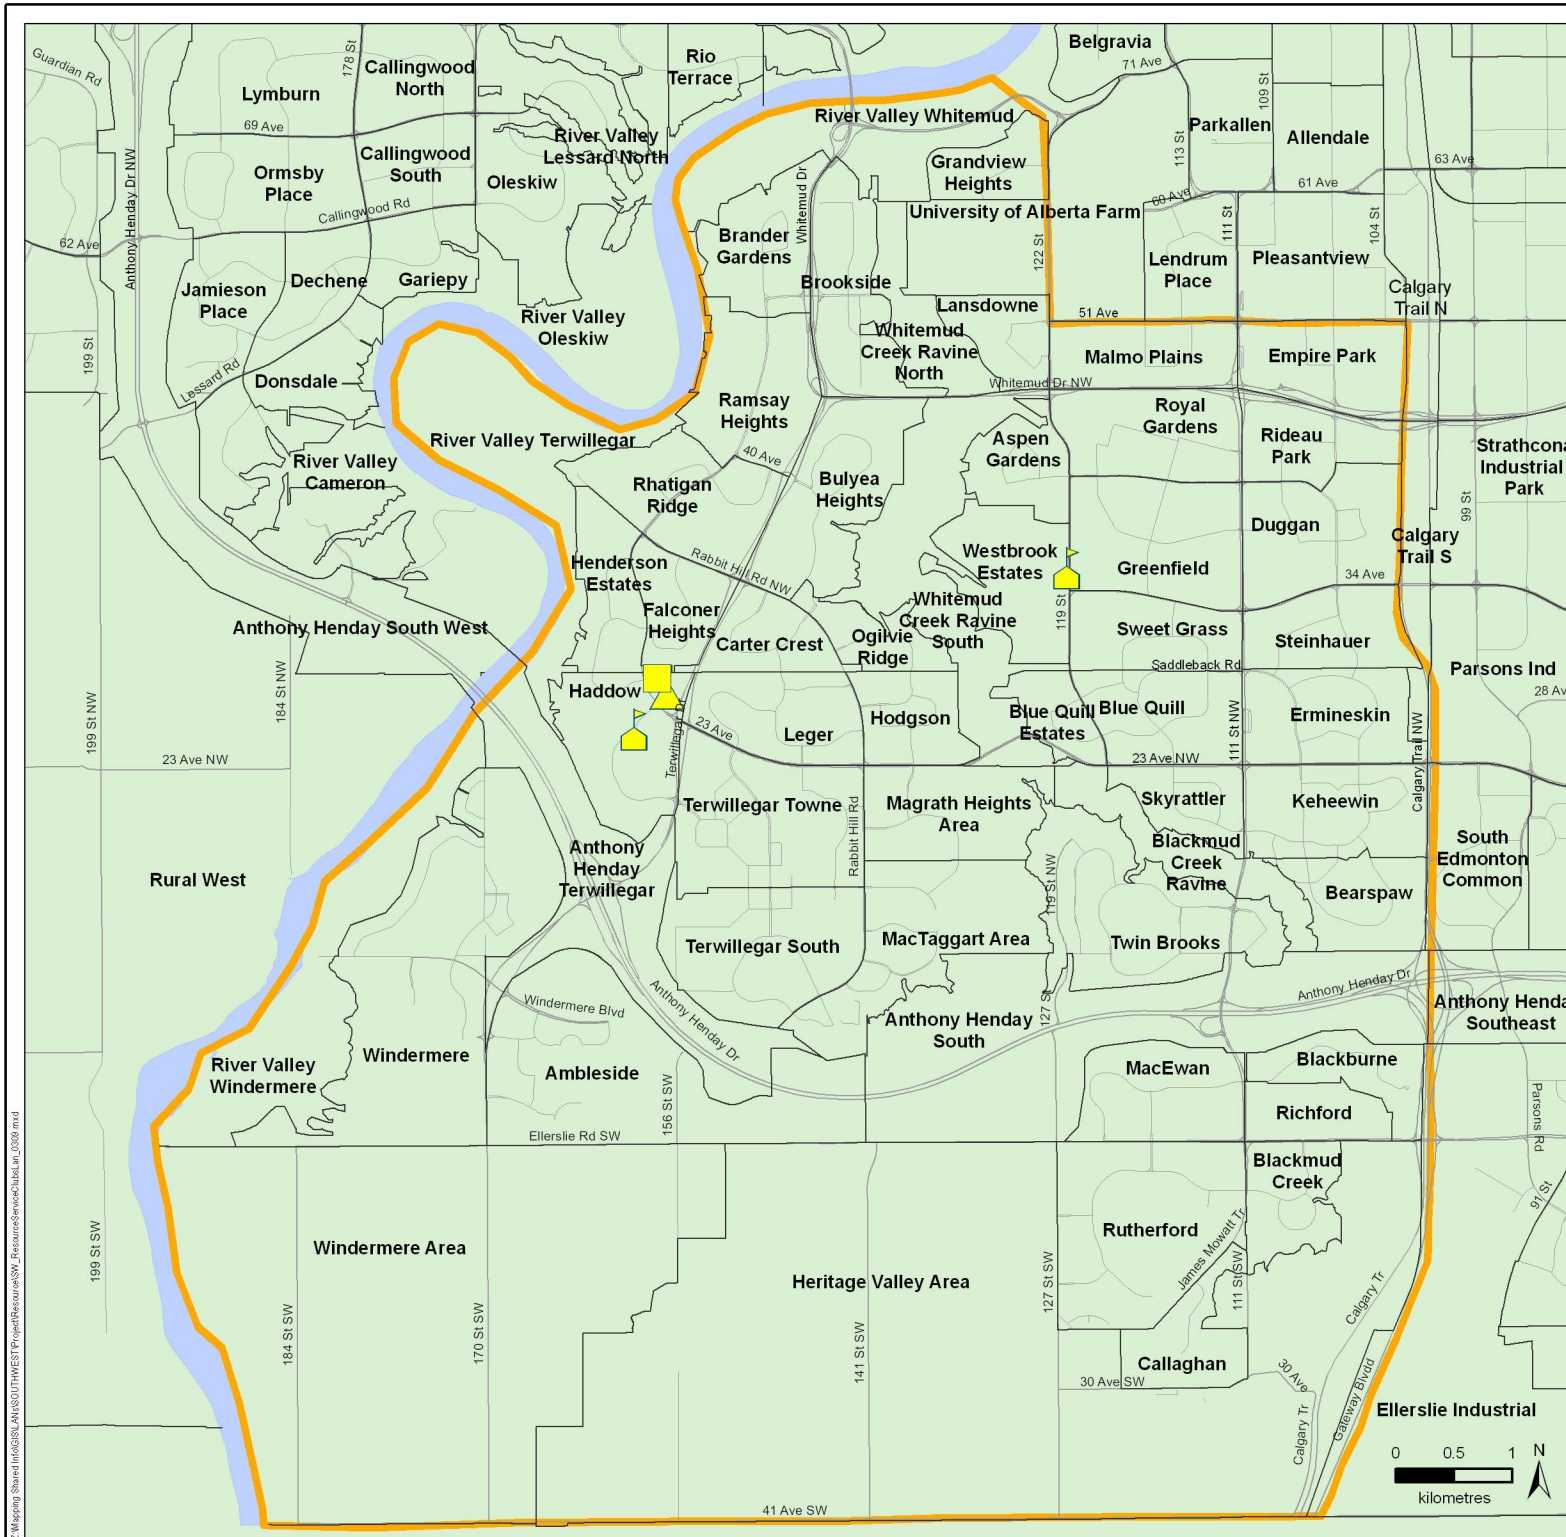 Belgravia
Rio
Terrace
71 Ave
Guardian Rd
178 St
Callingwood
North
Lymburn
109 St
River Valley Whitemud
Parkallen
Allendale
69 Ave
River Valley
Lessard North
113 St
Callingwood
South
Grandview
Heights
63 Ave
Ormsby
Place
Oleskiw
61 Ave
60 Ave
Callingwood Rd
University of Alberta Farm
Whitemud Dr
Anthony Henday Dr NW
62 Ave
Brander
Gardens
122 St
111 St
104 St
Lendrum
Place
Pleasantview
Jamieson
Place
Dechene
Gariepy
Brookside
Calgary
Trail N
Lansdowne
51 Ave
River Valley
Oleskiw
Whitemud
Creek Ravine
North
199 St
Malmo Plains
Empire Park
Lessard Rd
Donsdale
Whitemud Dr NW
Ramsay
Heights
Royal
Gardens
River Valley Terwillegar
Aspen
Gardens
Rideau
Park
Strathcona
Industrial
Park
River Valley
Cameron
40 Ave
Rhatigan
Ridge
Bulyea
Heights
99 St
Duggan
Calgary
Trail S
Westbrook
Estates
Rabbit Hill Rd NW
Henderson
Estates
Greenfield
34 Ave
Whitemud
Creek Ravine
South
119 St
Falconer
Heights
Anthony Henday South West
Carter Crest
Ogilvie
Ridge
Sweet Grass
Steinhauer
Saddleback Rd
Parsons Ind
184 St NW
Haddow
28 Av
199 St NW
Terwillegar Dr
23 Ave
Leger
Hodgson
Blue Quill
Estates
Blue Quill
111 St NW
Ermineskin
Calgary Trail NW
23 Ave NW
23 Ave NW
Terwillegar Towne
Rabbit Hill Rd
Magrath Heights
Area
Skyrattler
Keheewin
Anthony
Henday
Terwillegar
Blackmud
Creek
Ravine
South
Edmonton
Common
Rural West
119 St NW
Bearspaw
Terwillegar South
MacTaggart Area
Twin Brooks
Anthony Henday Dr
Windermere Blvd
Anthony Henday Dr
127 St
Anthony Henday
South
Anthony Henda
Southeast
River Valley
Windermere
Windermere
Ambleside
MacEwan
Blackburne
156 St SW
Richford
Parsons Rd
Ellerslie Rd SW
Blackmud
Creek
91 St
199 St SW
Windermere Area
Rutherford
James Mowatt Tr
Heritage Valley Area
127 St SW
111 St SW
Calgary Tr
184 St SW
170 St SW
141 St SW
Callaghan
30 Ave SW
30 Ave
Gateway Blvdd
Calgary Tr
Ellerslie Industrial
0 0.5 1
kilometres
N
41 Ave SW